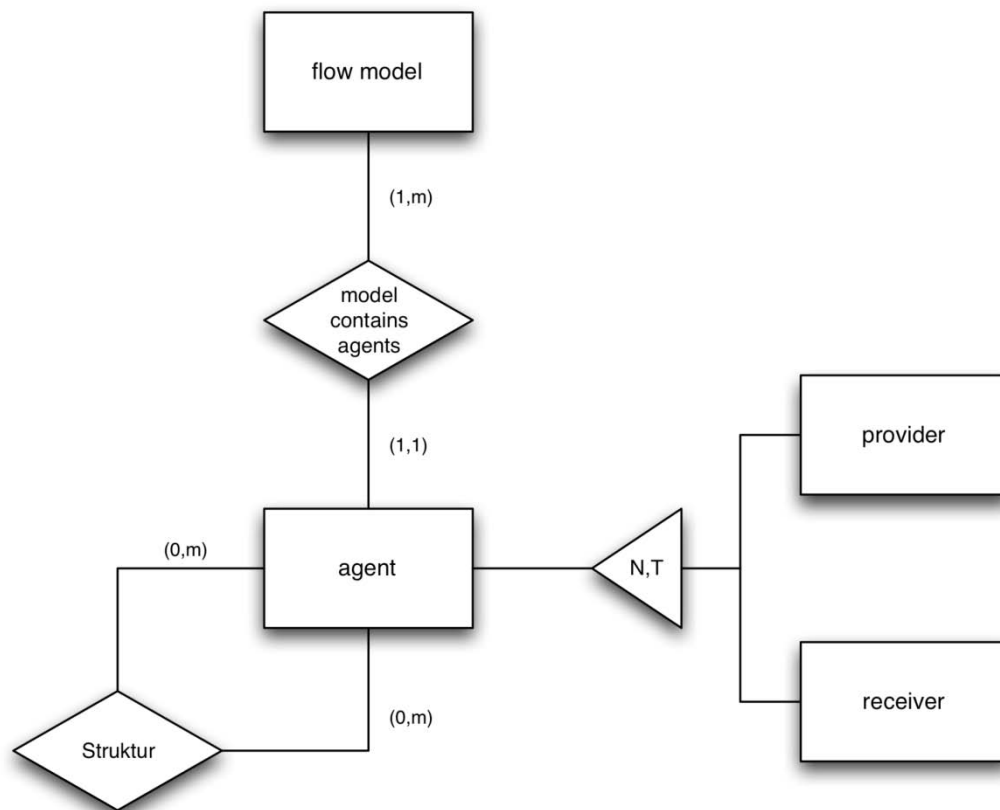 flow model
(1,m)
model
contains
agents
(1,1)
provider
(0,m)
agent
N,T
receiver
(0,m)
Struktur